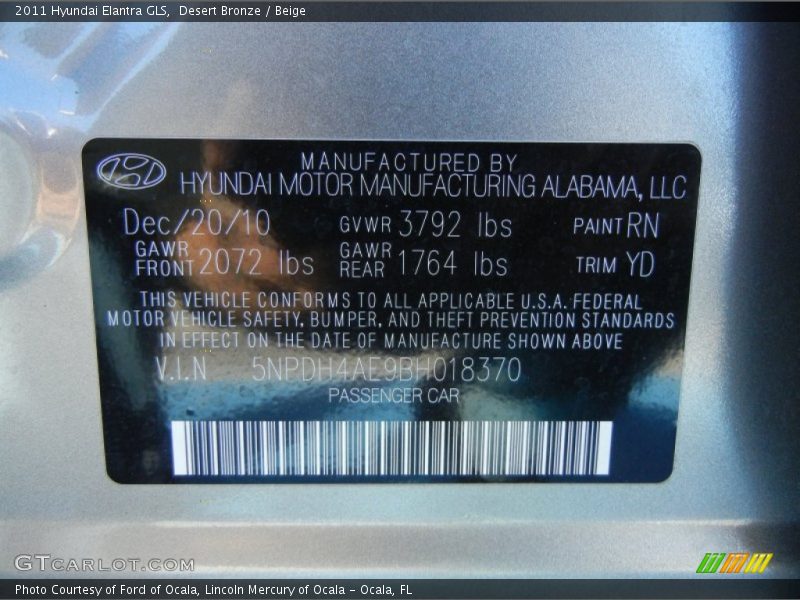 2011 Hyundai Elantra GLS, Desert Bronze / Beige
MANUFACTURED BY
HYUNDAI MOTOR MANUFACTURING ALABAMA, LLC
Dec/20/10 GVWR 3792 lbs PAINT RN
GAWR FRONT 2072 lbs GAWR REAR 1764 lbs TRIM YD
THIS VEHICLE CONFORMS TO ALL APPLICABLE U.S.A. FEDERAL
MOTOR VEHICLE SAFETY, BUMPER, AND THEFT PREVENTION STANDARDS
IN EFFECT ON THE DATE OF MANUFACTURE SHOWN ABOVE
V.I.N 5NPDH4AE9BH018370
PASSENGER CAR
GTCARLOT.COM
Photo Courtesy of Ford of Ocala, Lincoln Mercury of Ocala - Ocala, FL